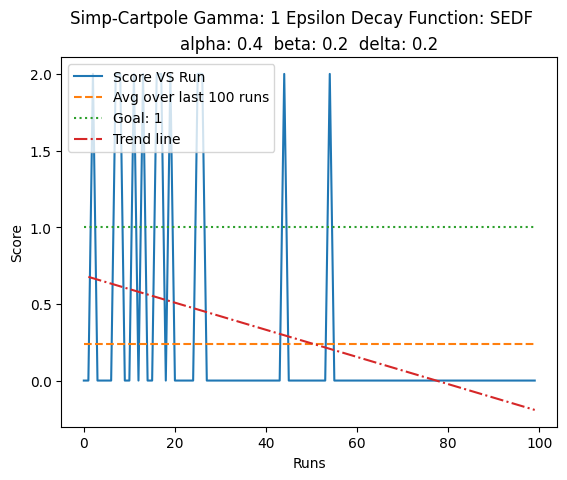 Simp-Cartpole Gamma: 1 Epsilon Decay Function: SEDF
alpha: 0.4 beta: 0.2 delta: 0.2
Score VS Run
Avg over last 100 runs
Goal: 1
Trend line
2.0
1.5
1.0
0.5
0.0
Score
0 20 40 60 80 100
Runs